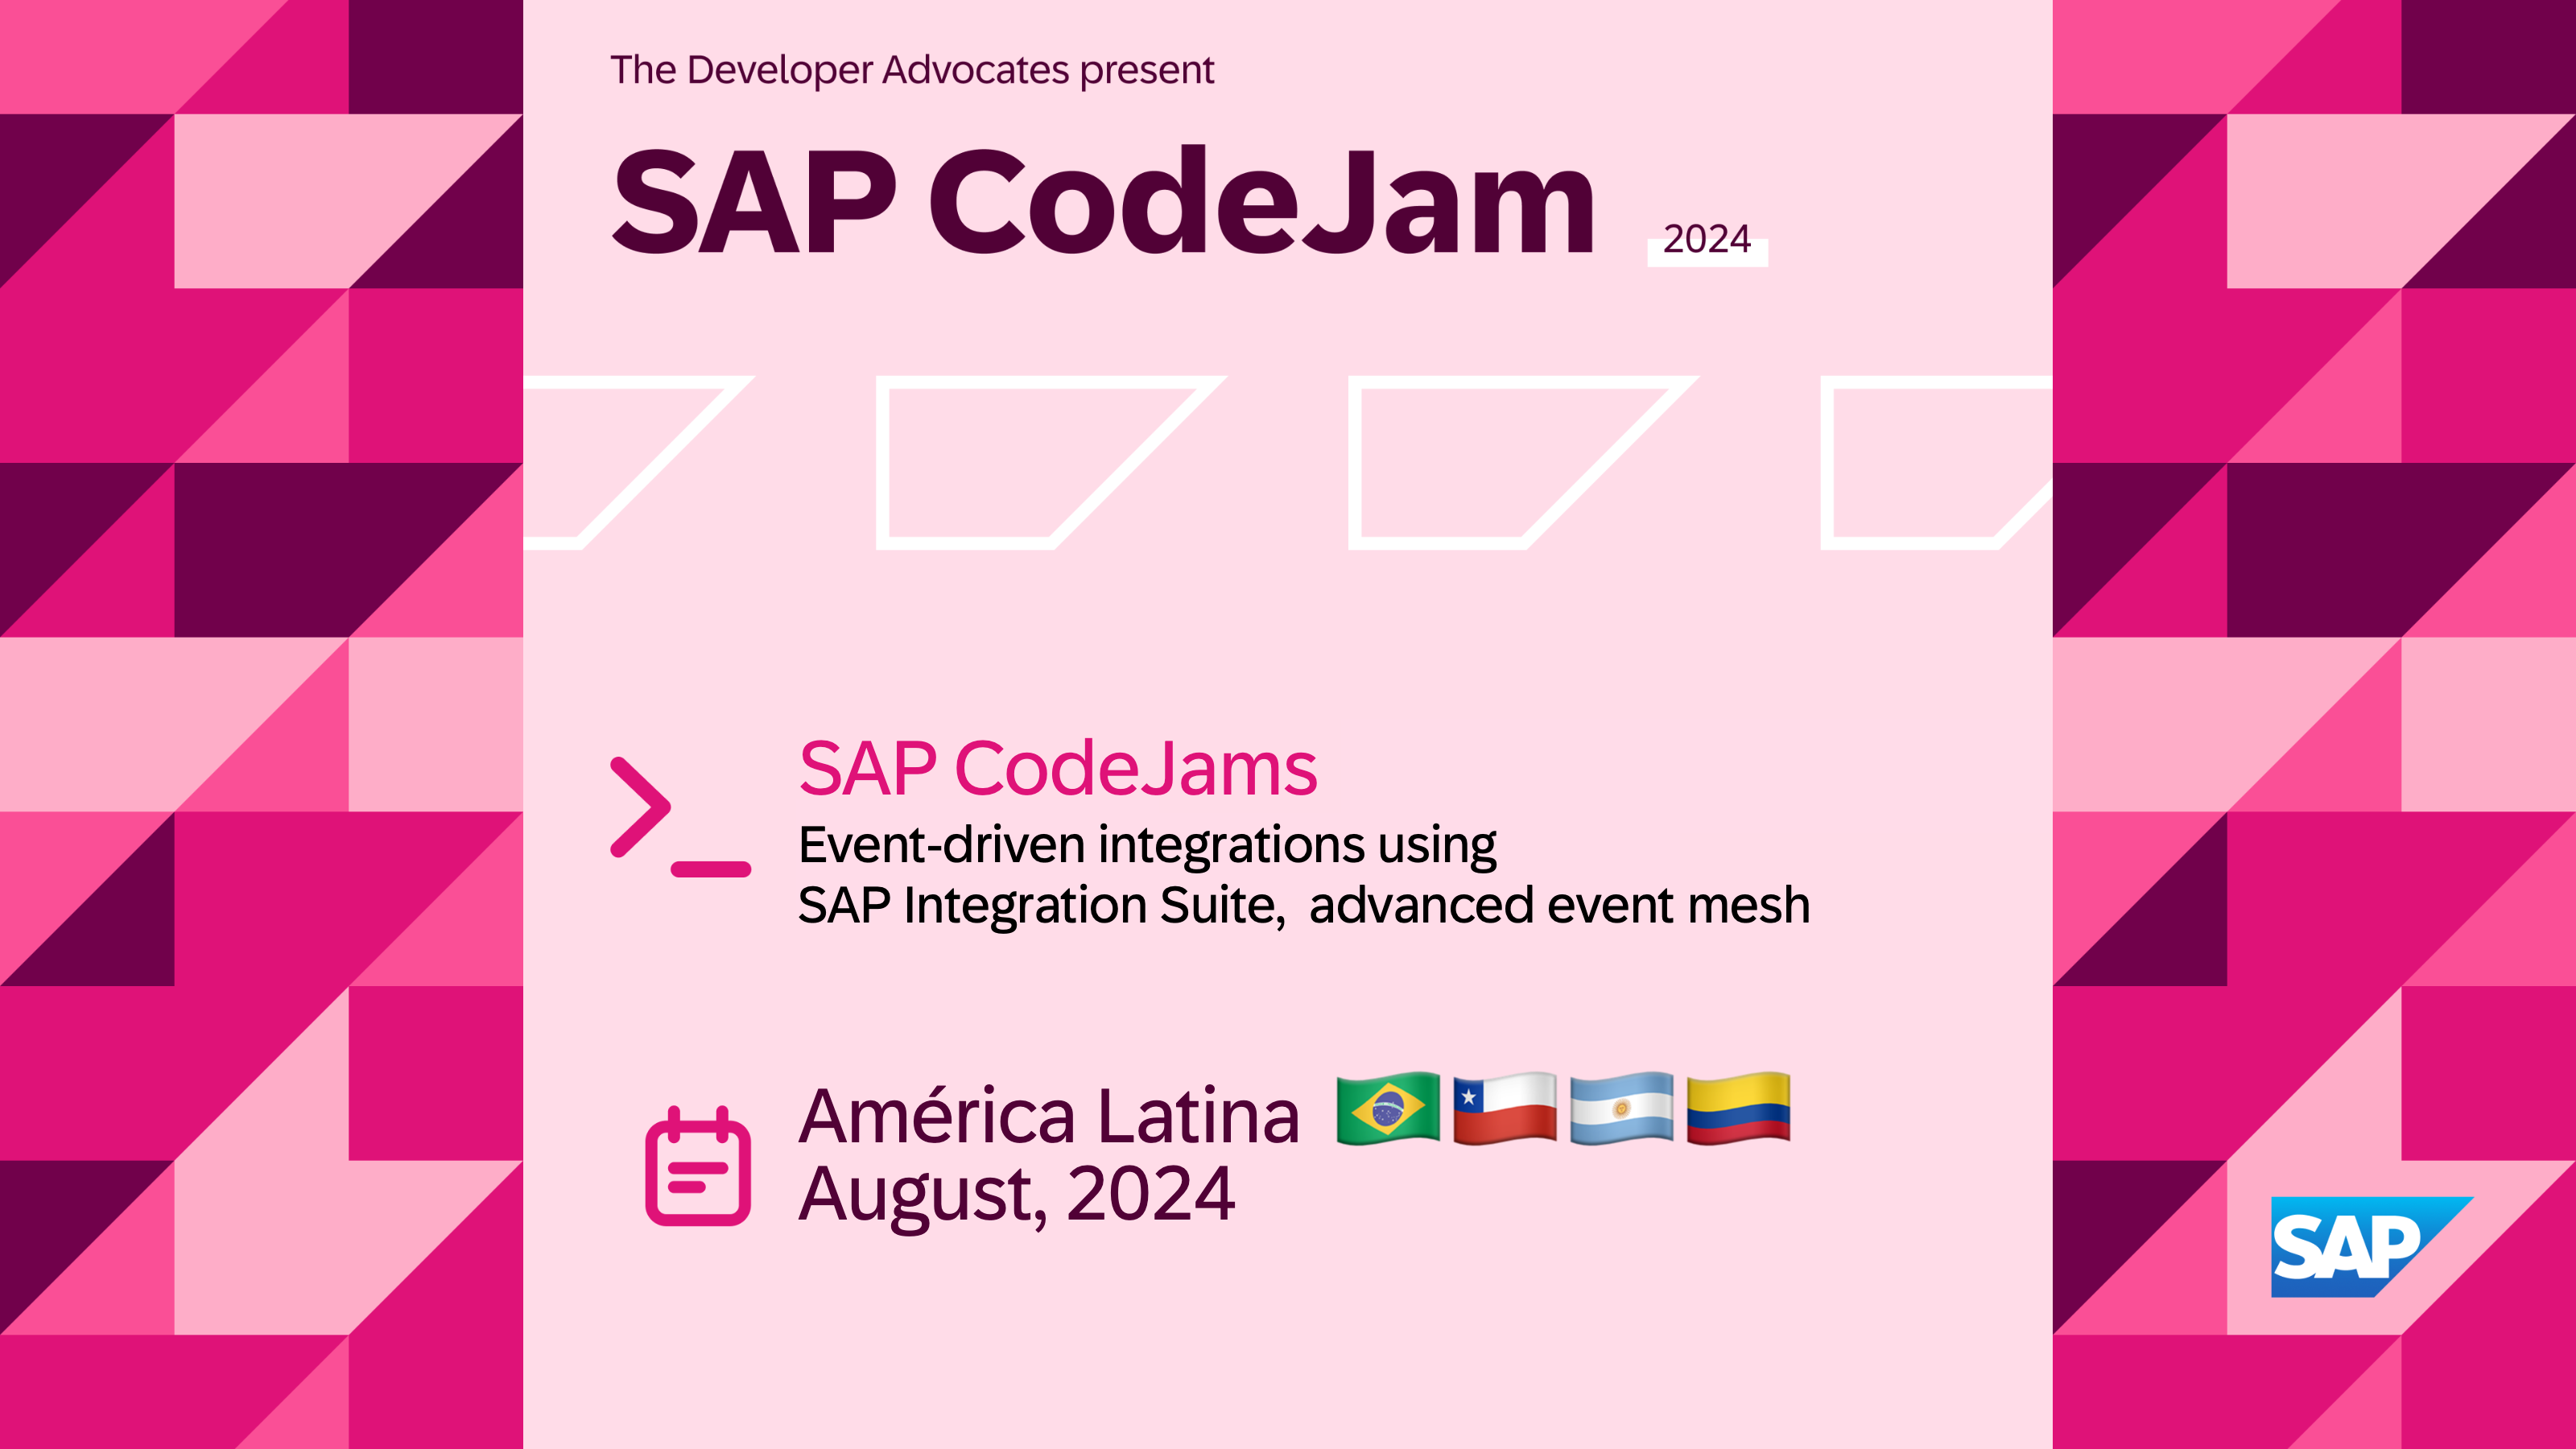 The Developer Advocates present
SAP CodeJam 2024
SAP CodeJams
Event-driven integrations using
SAP Integration Suite, advanced event mesh
América Latina 🇧🇷🇨🇱🇦🇷🇨🇴
August, 2024
SAP